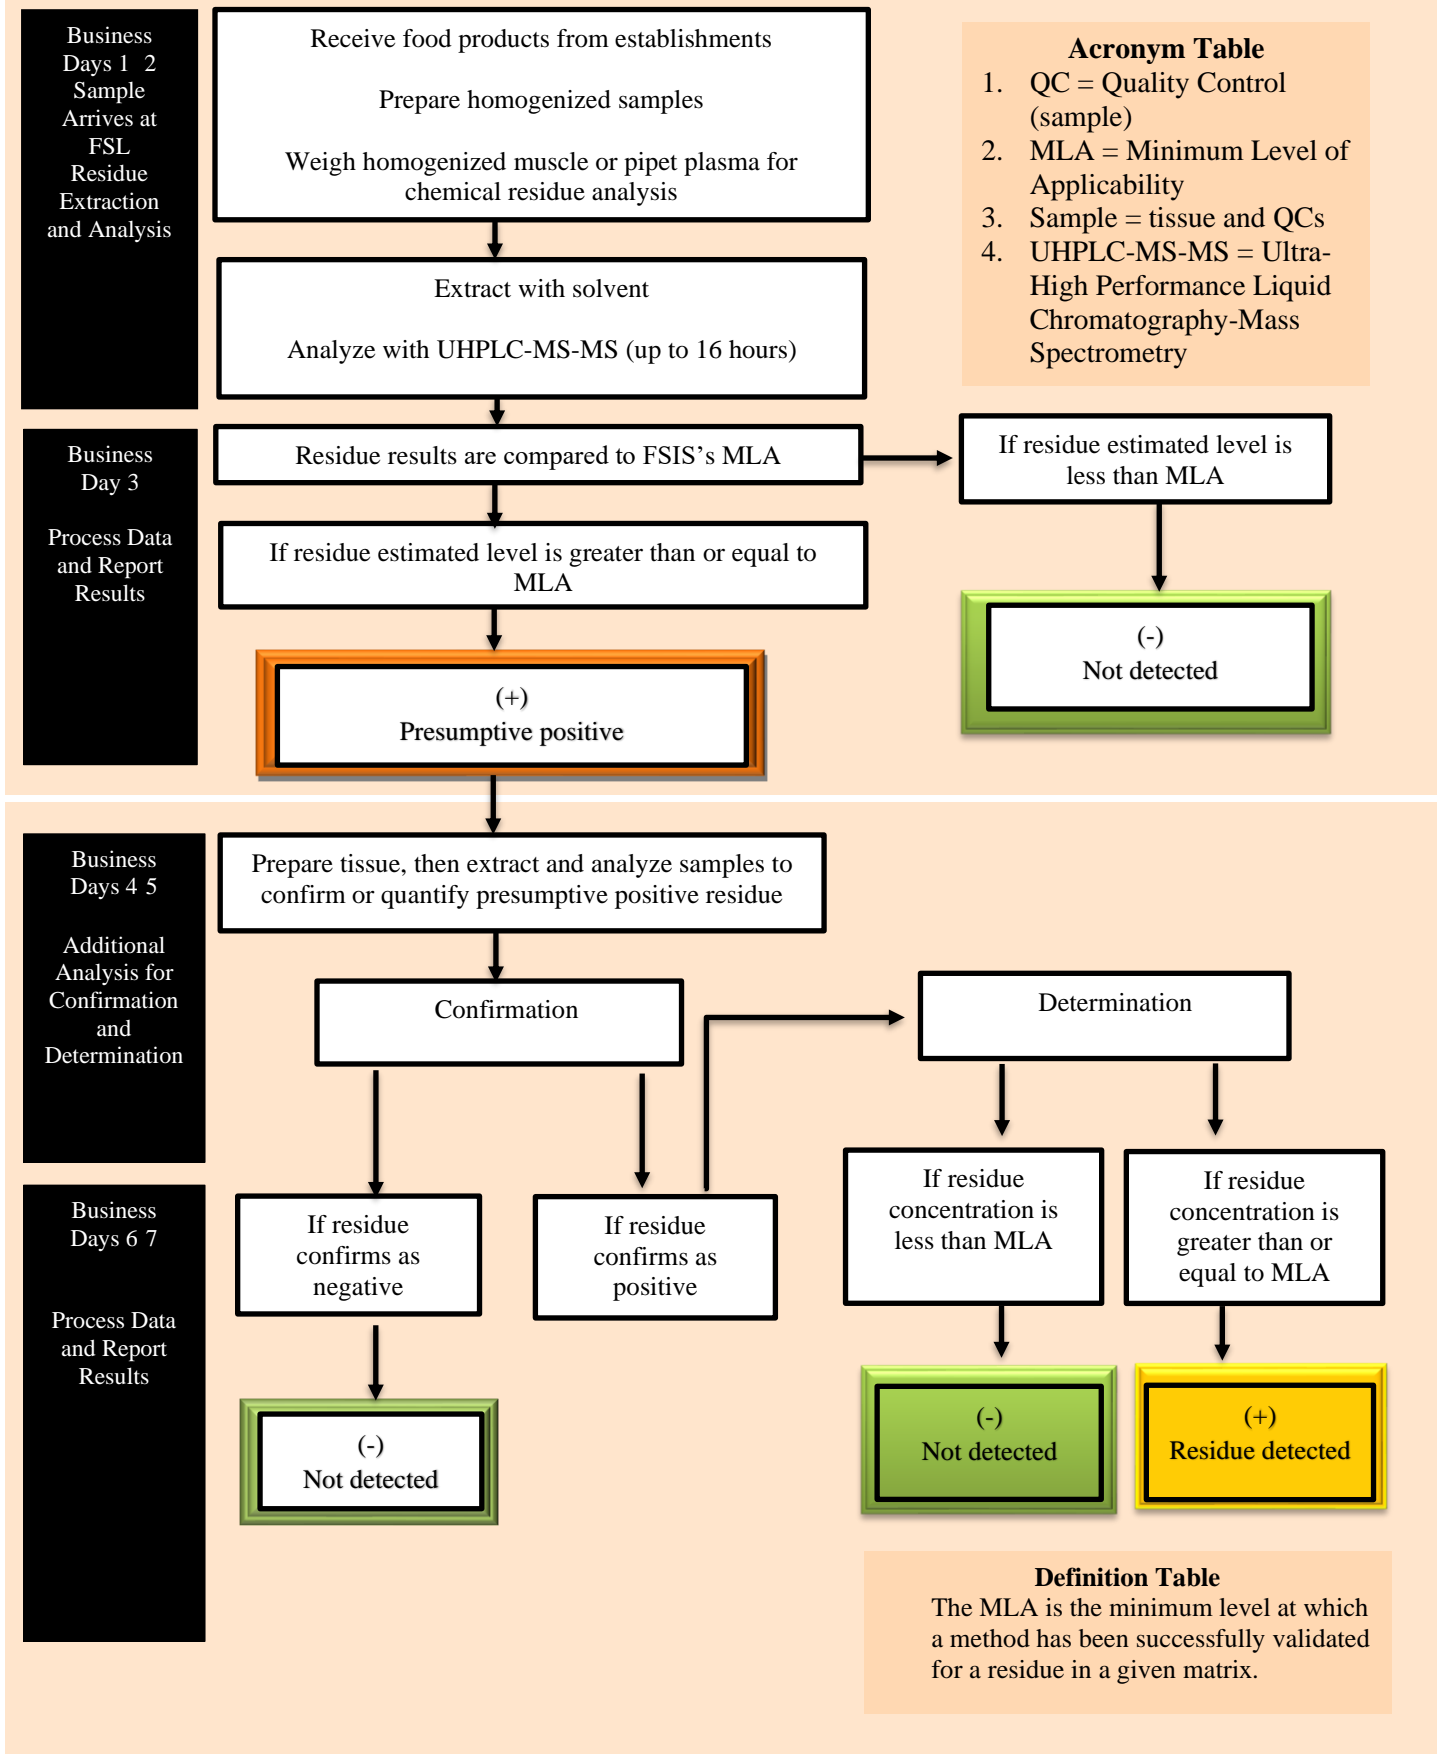 Business
Days 1 2
Sample
Arrives at
FSL
Residue
Extraction
and Analysis
Receive food products from establishments
Prepare homogenized samples
Weigh homogenized muscle or pipet plasma for
chemical residue analysis
Acronym Table
1. QC = Quality Control
(sample)
2. MLA = Minimum Level of
Applicability
3. Sample = tissue and QCs
4. UHPLC-MS-MS = Ultra-
High Performance Liquid
Chromatography-Mass
Spectrometry
Extract with solvent
Analyze with UHPLC-MS-MS (up to 16 hours)
Business
Day 3
Process Data
and Report
Results
Residue results are compared to FSIS's MLA
If residue estimated level is
less than MLA
If residue estimated level is greater than or equal to
MLA
(-)
Not detected
(+)
Presumptive positive
Business
Days 4 5
Additional
Analysis for
Confirmation
and
Determination
Prepare tissue, then extract and analyze samples to
confirm or quantify presumptive positive residue
Confirmation
Determination
Business
Days 6 7
Process Data
and Report
Results
If residue
confirms as
negative
If residue
confirms as
positive
If residue
concentration is
less than MLA
If residue
concentration is
greater than or
equal to MLA
(-)
Not detected
(-)
Not detected
(+)
Residue detected
Definition Table
The MLA is the minimum level at which
a method has been successfully validated
for a residue in a given matrix.